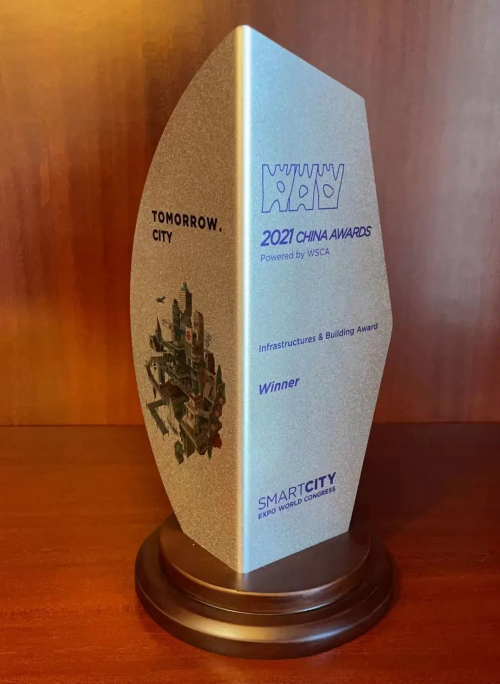 TOMORROW.
CITY
2021 CHINA AWARDS
Powered by WSCA
Infrastructures & Building Award
Winner
SMARTCITY
EXPO WORLD CONGRESS